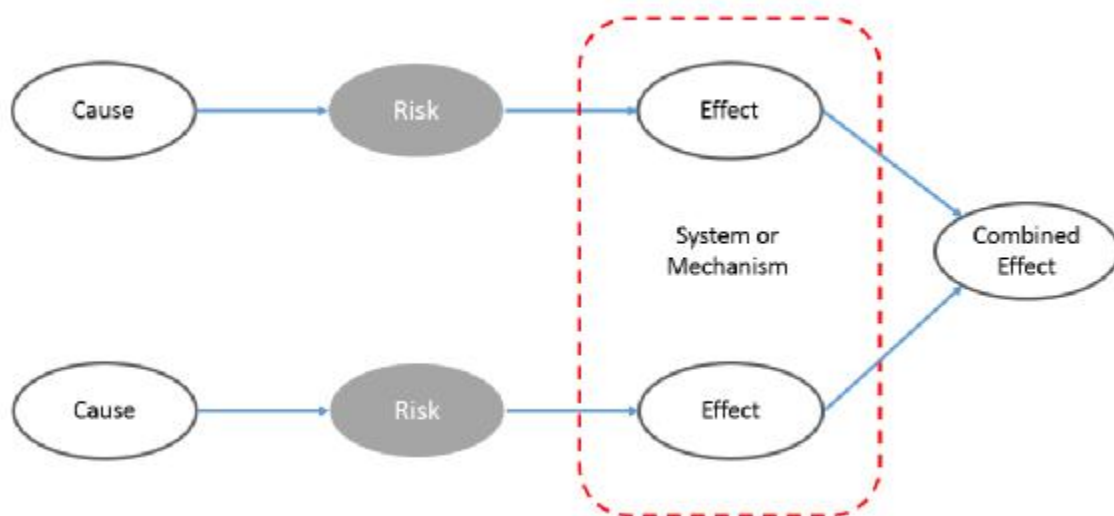 Cause
Risk
Effect
System or
Mechanism
Combined
Effect
Cause
Risk
Effect